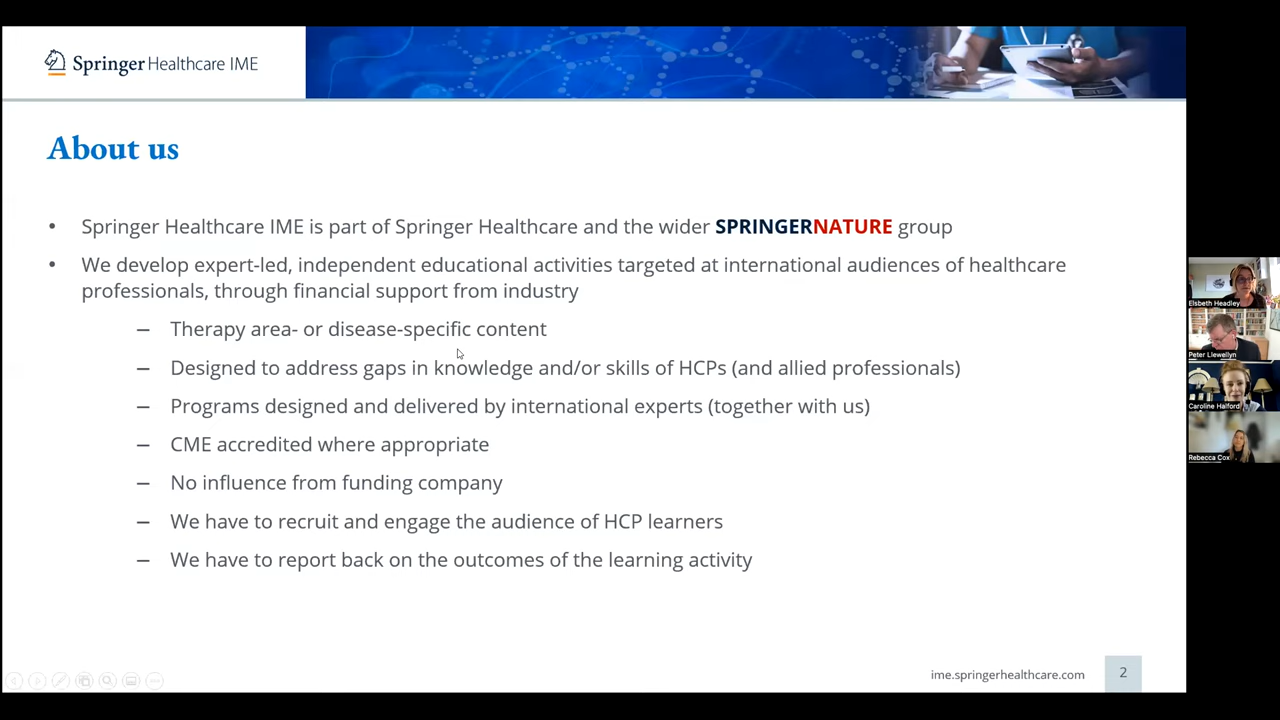 Springer Healthcare IME
About us
• Springer Healthcare IME is part of Springer Healthcare and the wider SPRINGERNATURE group
• We develop expert-led, independent educational activities targeted at international audiences of healthcare
professionals, through financial support from industry
– Therapy area- or disease-specific content
– Designed to address gaps in knowledge and/or skills of HCPs (and allied professionals)
– Programs designed and delivered by international experts (together with us)
– CME accredited where appropriate
– No influence from funding company
– We have to recruit and engage the audience of HCP learners
– We have to report back on the outcomes of the learning activity
ime.springerhealthcare.com
2
Elsbeth Headley
Peter Llewellyn
Caroline Halford
Rebecca Cox